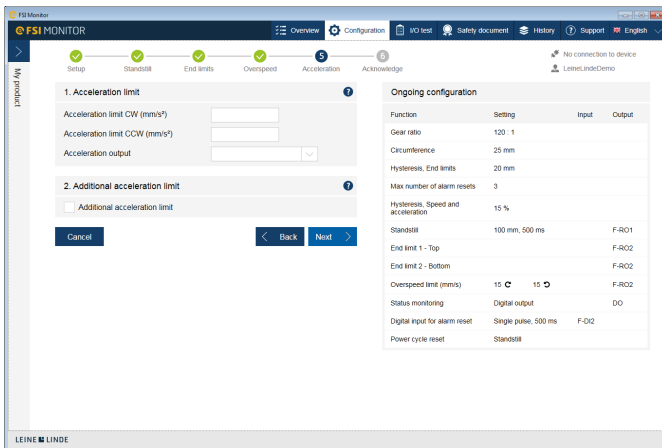 FSI Monitor
FSI MONITOR
Overview
Configuration
I/O test
Safety document
History
Support
English
My product
Setup
Standstill
End limits
Overspeed
5
Acceleration
6
Acknowledge
No connection to device
LeineLindeDemo
1. Acceleration limit
?
Acceleration limit CW (mm/s²)
Acceleration limit CCW (mm/s²)
Acceleration output
2. Additional acceleration limit
?
Additional acceleration limit
Cancel
Back
Next
Ongoing configuration
Function Setting Input Output
Gear ratio 120 : 1
Circumference 25 mm
Hysteresis, End limits 20 mm
Max number of alarm resets 3
Hysteresis, Speed and
acceleration 15 %
Standstill 100 mm, 500 ms F-RO1
End limit 1 - Top F-RO2
End limit 2 - Bottom F-RO2
Overspeed limit (mm/s) 15 15 F-RO2
Status monitoring Digital output DO
Digital input for alarm reset Single pulse, 500 ms F-DI2
Power cycle reset Standstill
LEINE LINDE